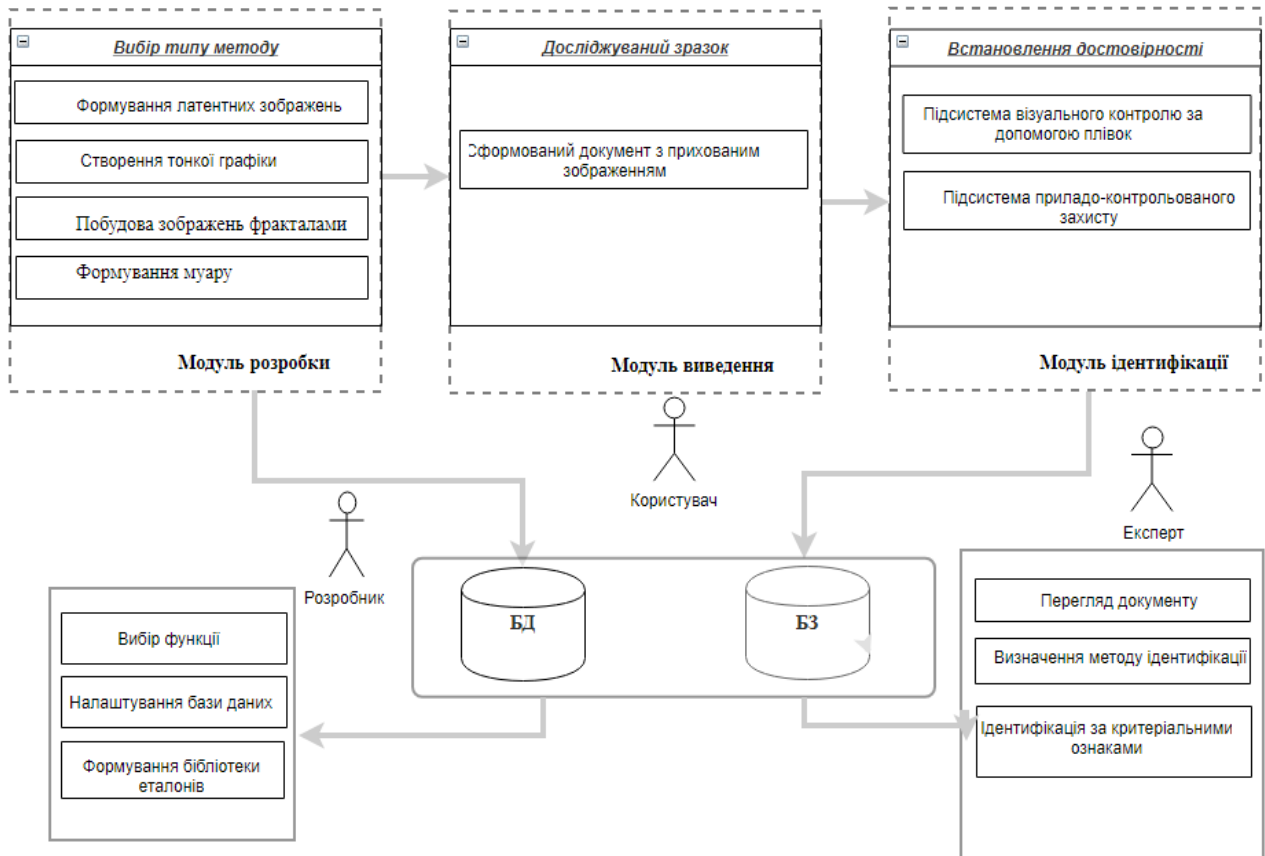 Вибір типу методу
Формування латентних зображень
Створення тонкої графіки
Побудова зображень фракталами
Формування муару
Модуль розробки
Досліджуваний зразок
Сформований документ з прихованим
зображенням
Модуль виведення
Встановлення достовірності
Підсистема візуального контролю за
допомогою плівок
Підсистема приладо-контрольованого
захисту
Модуль ідентифікації
Користувач
Експерт
Розробник
БД
БЗ
Вибір функції
Налаштування бази даних
Формування бібліотеки
еталонів
Перегляд документу
Визначення методу ідентифікації
Ідентифікація за критеріальними
ознаками